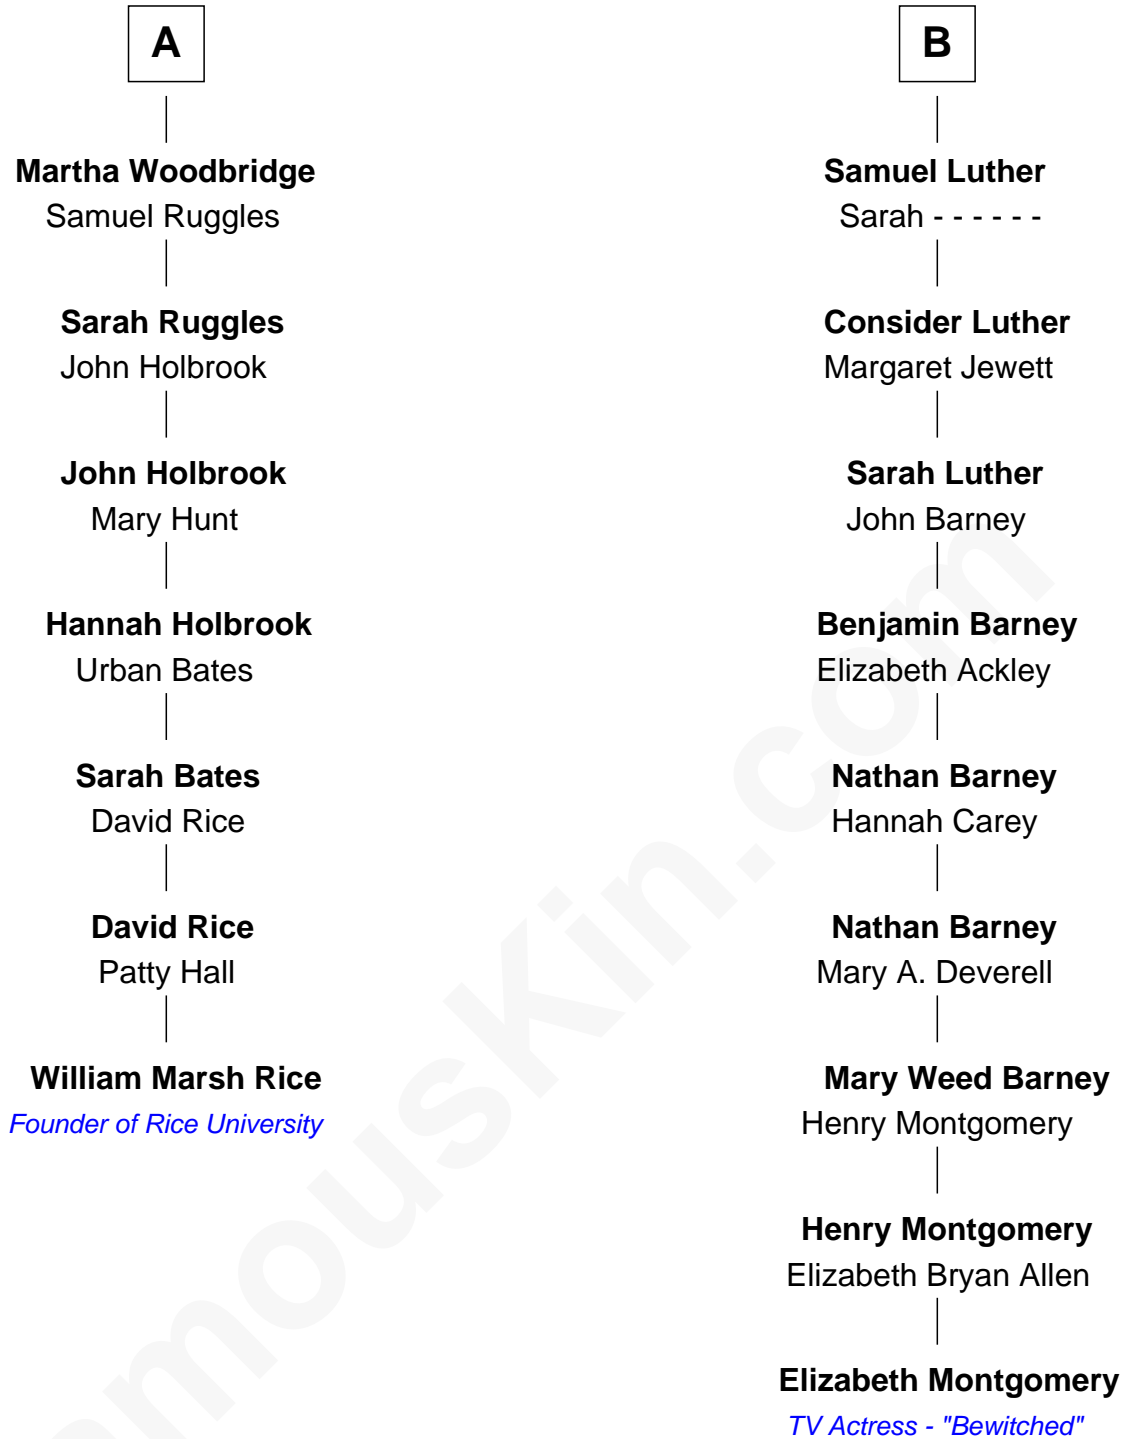 A
Martha Woodbridge
Samuel Ruggles
Sarah Ruggles
John Holbrook
John Holbrook
Mary Hunt
Hannah Holbrook
Urban Bates
Sarah Bates
David Rice
David Rice
Patty Hall
William Marsh Rice
Founder of Rice University
B
Samuel Luther
Sarah - - - - - -
Consider Luther
Margaret Jewett
Sarah Luther
John Barney
Benjamin Barney
Elizabeth Ackley
Nathan Barney
Hannah Carey
Nathan Barney
Mary A. Deverell
Mary Weed Barney
Henry Montgomery
Henry Montgomery
Elizabeth Bryan Allen
Elizabeth Montgomery
TV Actress - "Bewitched"
amouskin.com